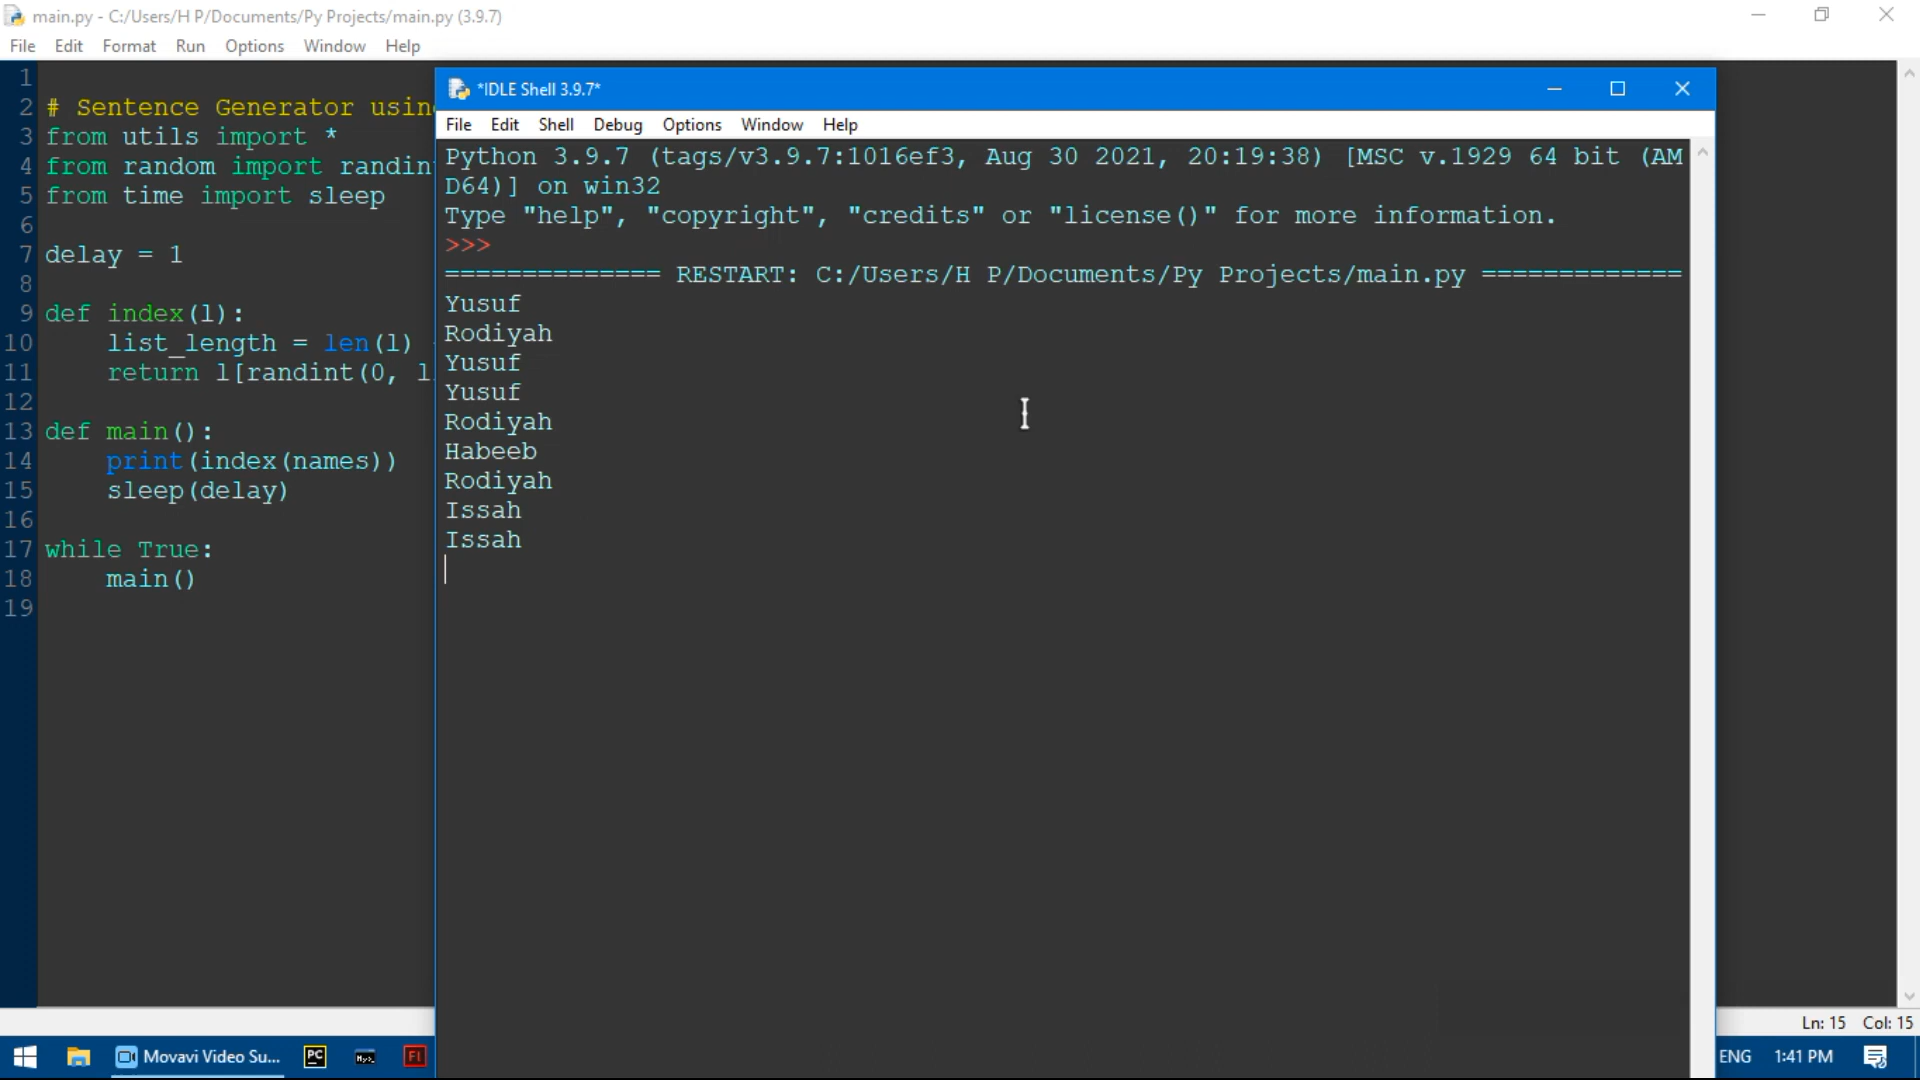 main.py - C:/Users/H P/Documents/Py Projects/main.py (3.9.7)
File Edit Format Run Options Window Help
1
2 # Sentence Generator using
3 from utils import *
4 from random import randin
5 from time import sleep
6
7 delay = 1
8
9 def index(l):
10 list_length = len(l)
11 return l[randint(0, l
12
13 def main():
14 print(index(names))
15 sleep(delay)
16
17 while True:
18 main()
19
*IDLE Shell 3.9.7*
File Edit Shell Debug Options Window Help
Python 3.9.7 (tags/v3.9.7:1016ef3, Aug 30 2021, 20:19:38) [MSC v.1929 64 bit (AM
D64)] on win32
Type "help", "copyright", "credits" or "license()" for more information.
>>>
============== RESTART: C:/Users/H P/Documents/Py Projects/main.py =============
Yusuf
Rodiyah
Yusuf
Yusuf
Rodiyah
Habeeb
Rodiyah
Issah
Issah
Ln: 15 Col: 15
Movavi Video Su... PC FI ENG 1:41 PM